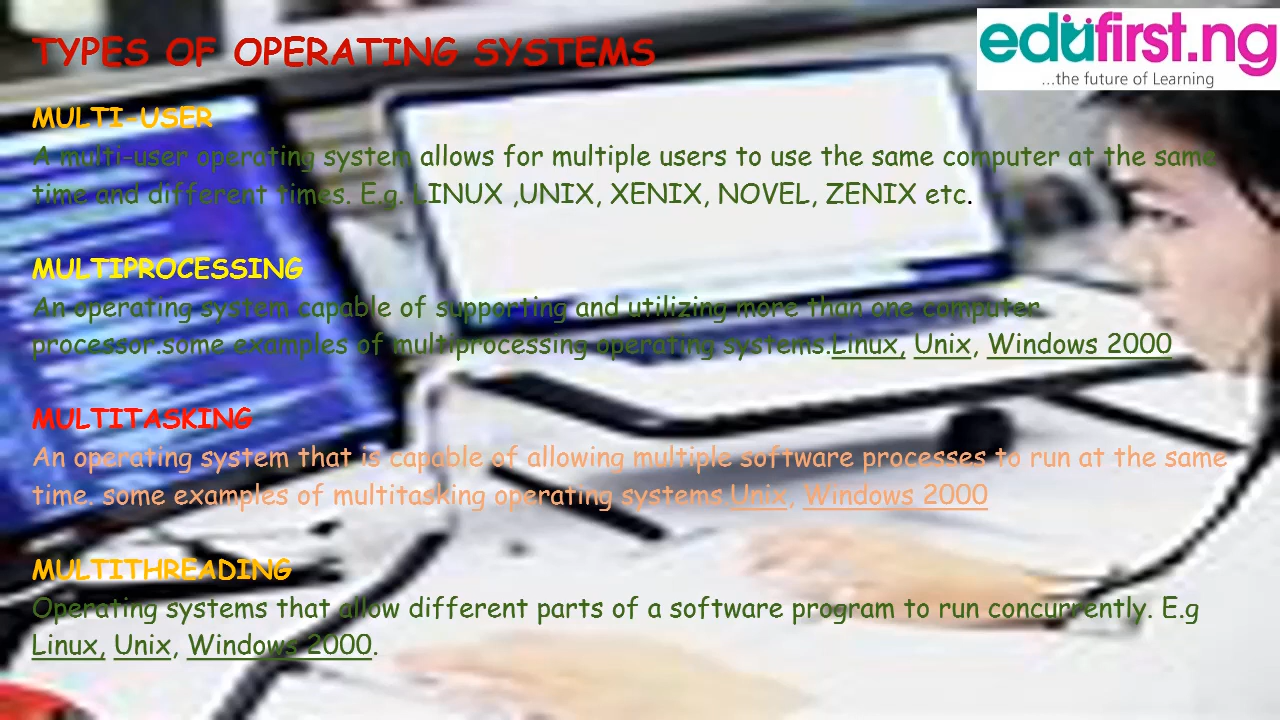 TYPES OF OPERATING SYSTEMS
edufirst.ng
...the future of Learning
MULTI-USER
A multi-user operating system allows for multiple users to use the same computer at the same
time and different times. E.g. LINUX ,UNIX, XENIX, NOVEL, ZENIX etc.
MULTIPROCESSING
An operating system capable of supporting and utilizing more than one computer
processor.some examples of multiprocessing operating systems.Linux, Unix, Windows 2000
MULTITASKING
An operating system that is capable of allowing multiple software processes to run at the same
time. some examples of multitasking operating systems.Unix, Windows 2000
MULTITHREADING
Operating systems that allow different parts of a software program to run concurrently. E.g
Linux, Unix, Windows 2000.